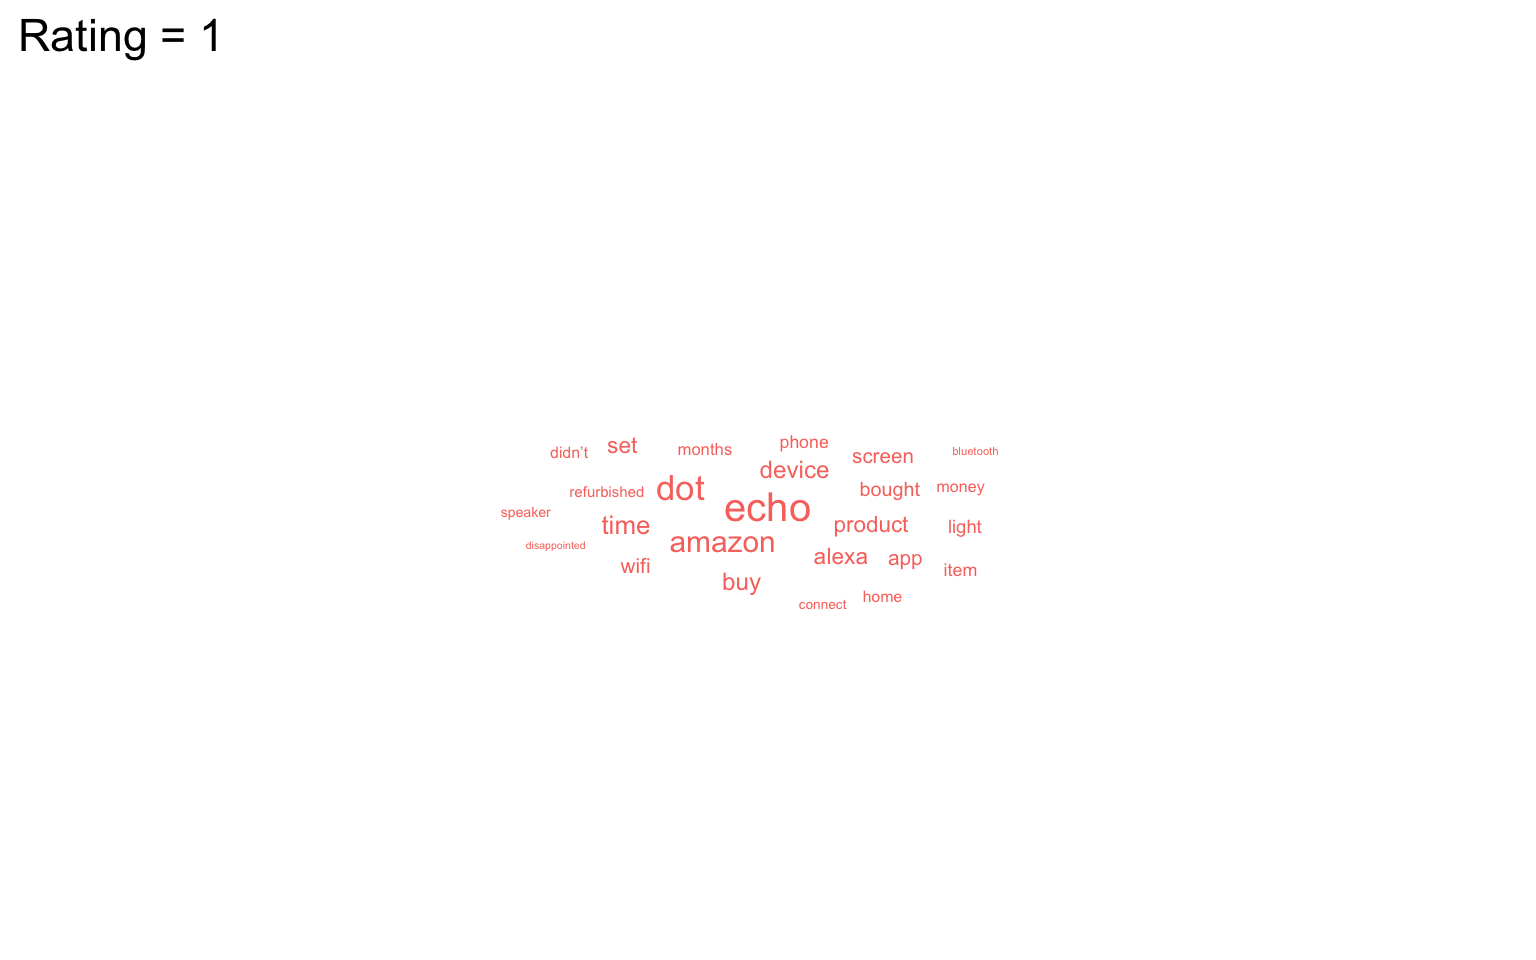 Rating = 1
didn’t set months phone screen bluetooth
device
refurbished dot bought money
speaker echo
time product light
disappointed amazon
wifi alexa app item
buy
connect home